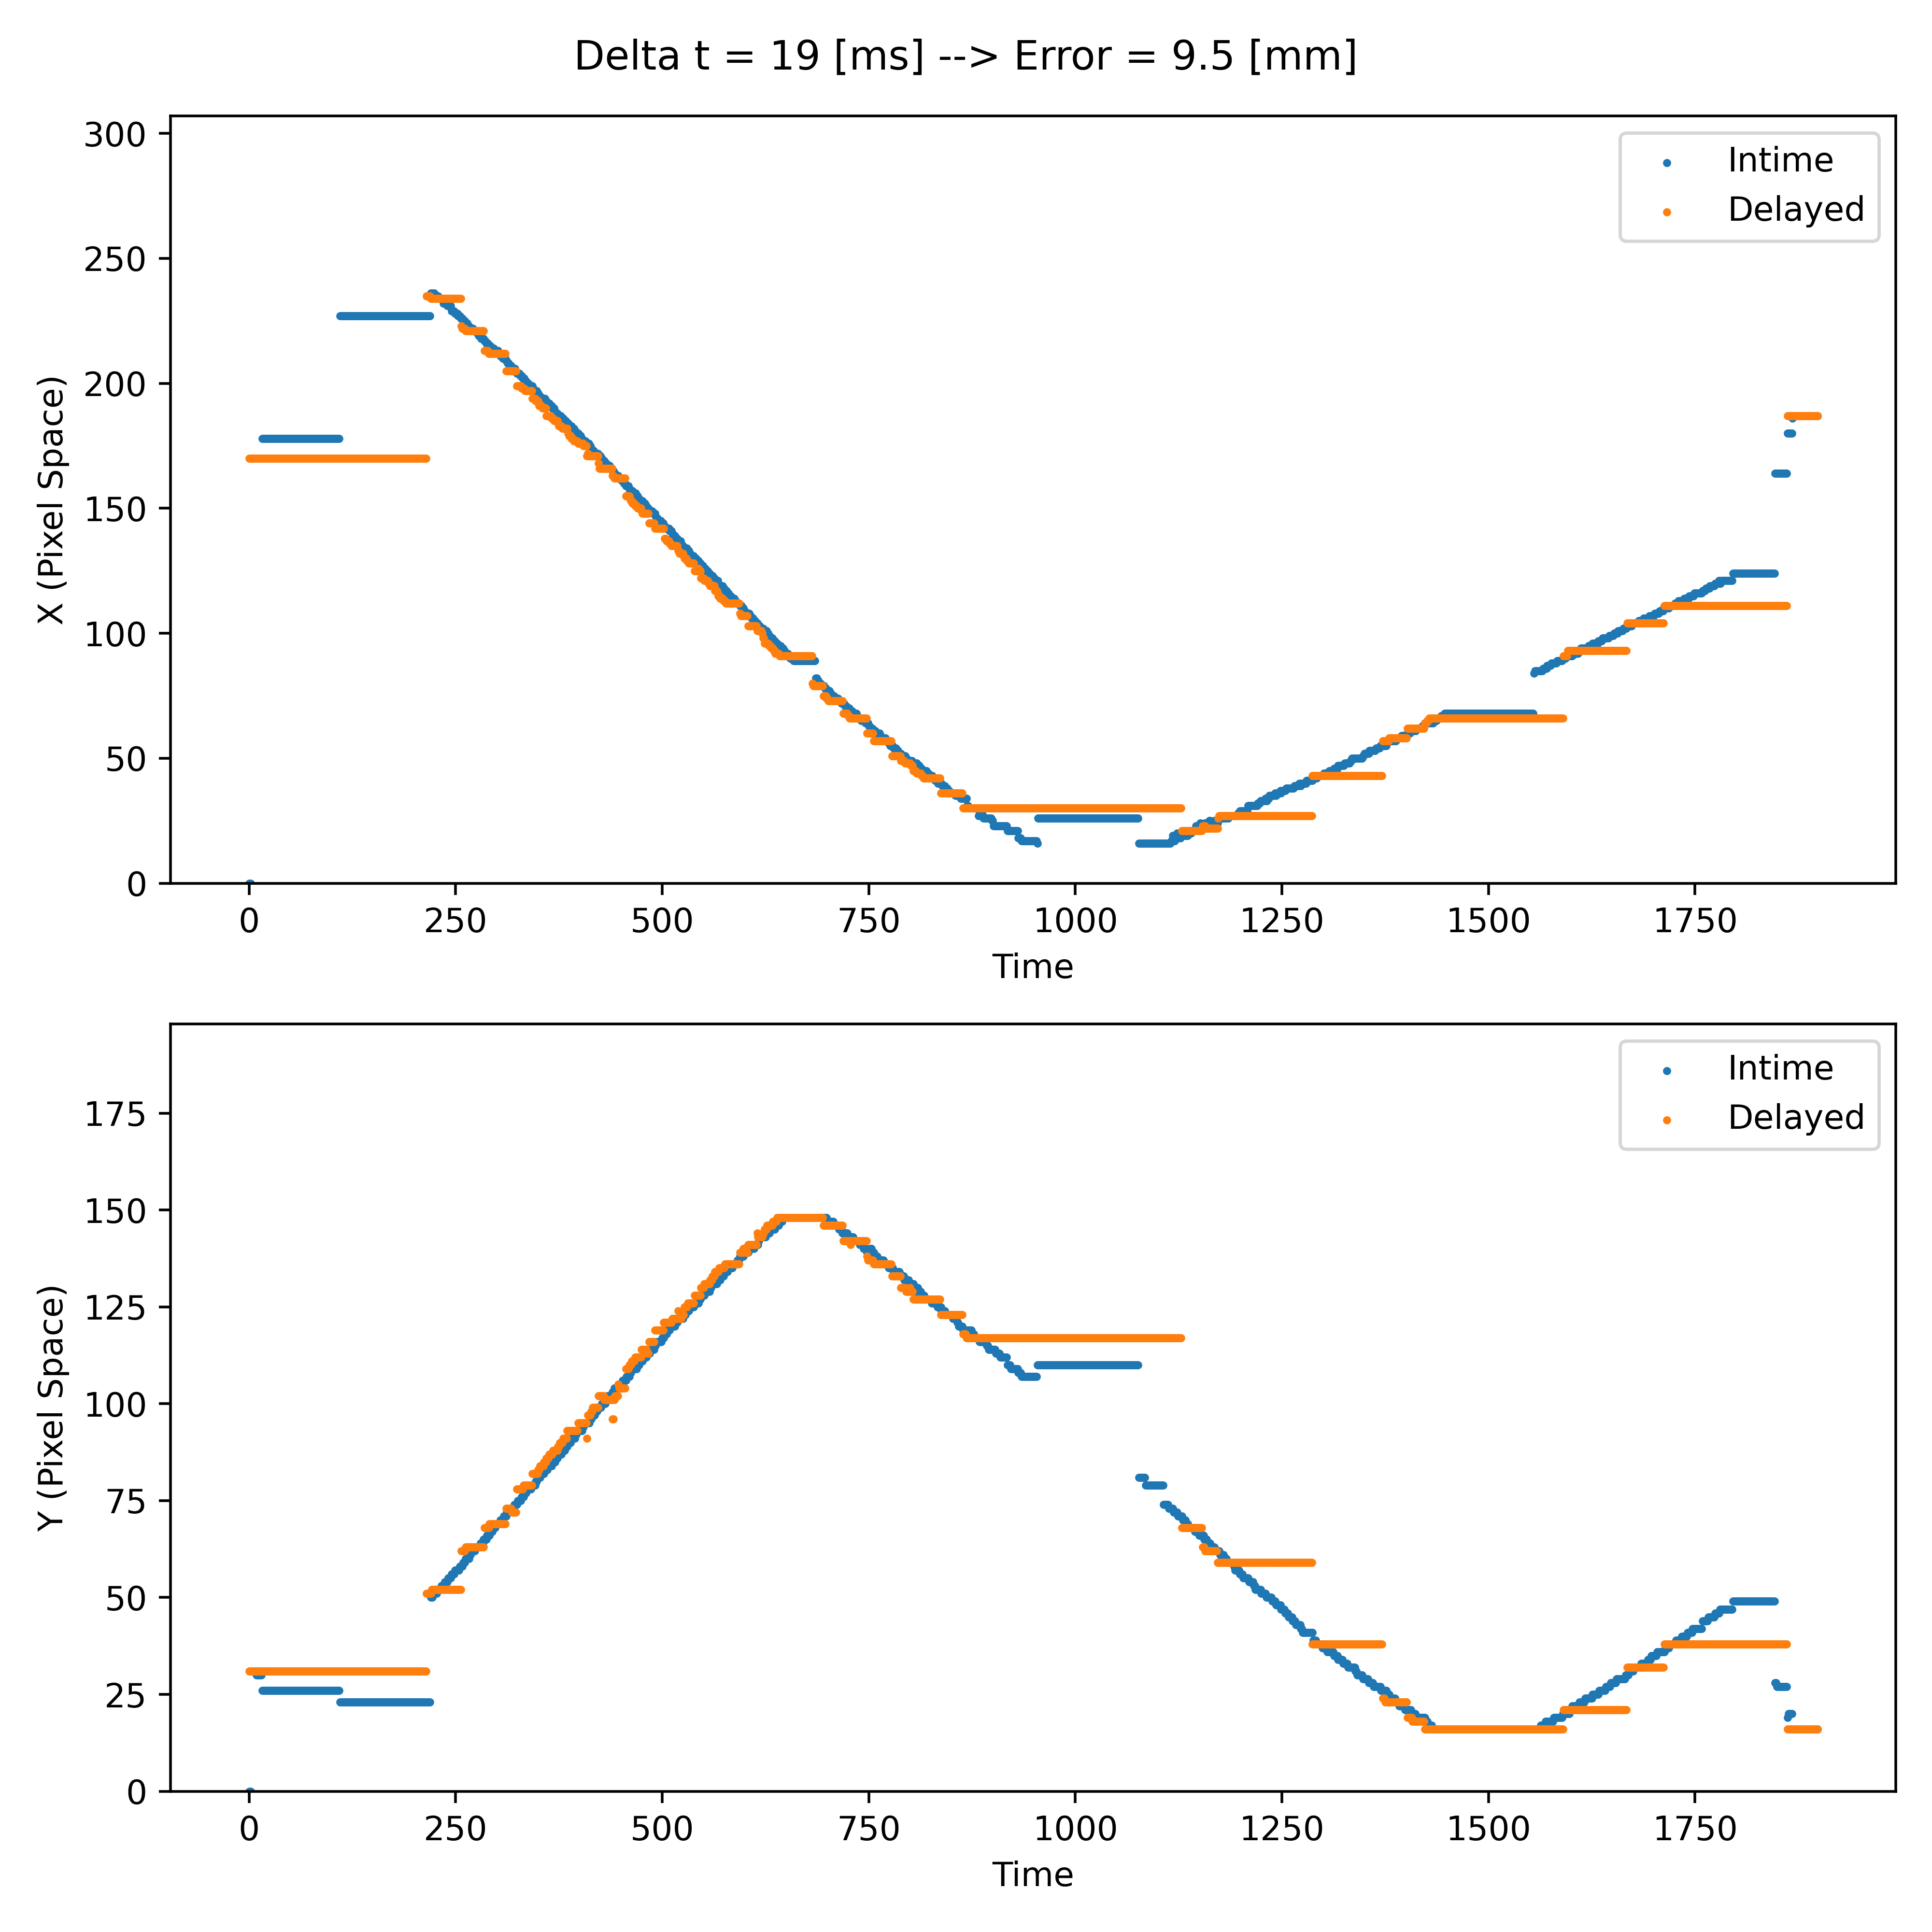 Delta t = 19 [ms] --> Error = 9.5 [mm]
300
250
200
150
100
50
0
X (Pixel Space)
Intime
Delayed
0 250 500 750 1000 1250 1500 1750
Time
175
150
125
100
75
50
25
0
Y (Pixel Space)
Intime
Delayed
0 250 500 750 1000 1250 1500 1750
Time